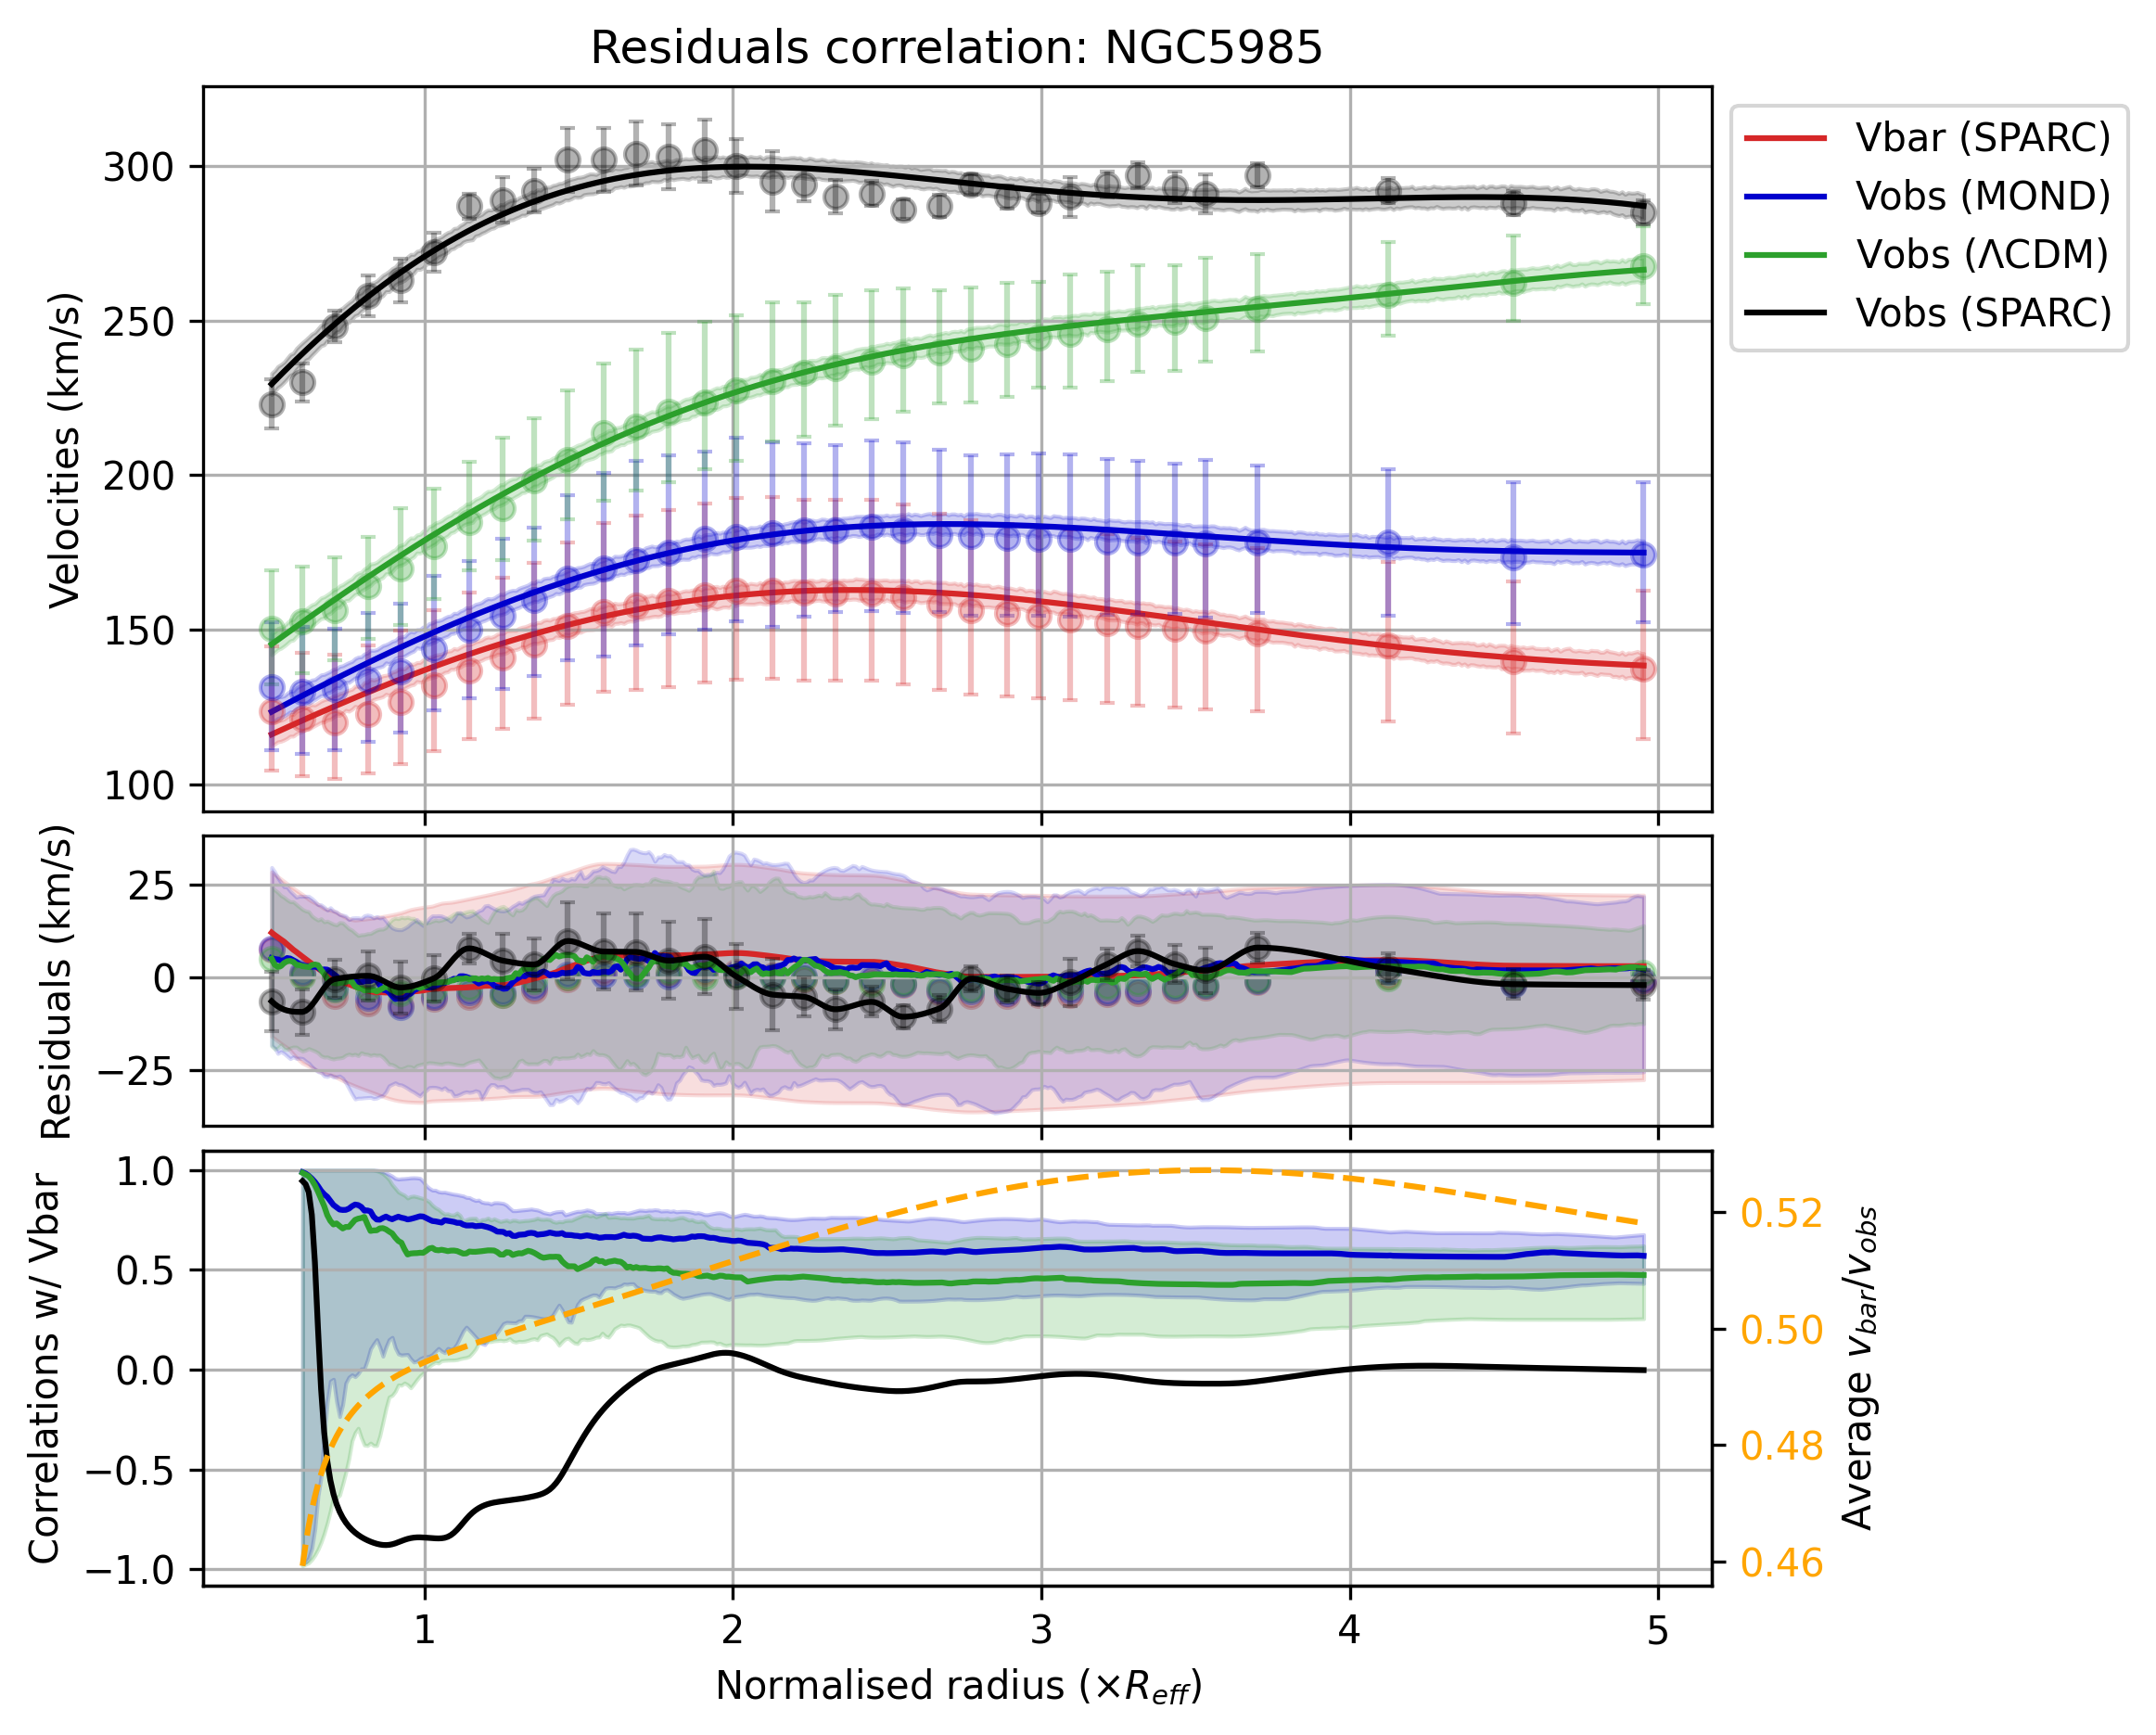 Residuals correlation: NGC5985
Velocities (km/s)
300
250
200
150
100
Vbar (SPARC)
Vobs (MOND)
Vobs (ΛCDM)
Vobs (SPARC)
Residuals (km/s)
25
0
−25
Correlations w/ Vbar
1.0
0.5
0.0
−0.5
−1.0
0.52
0.50
0.48
0.46
Average v_bar/v_obs
1 2 3 4 5
Normalised radius (×R_eff)